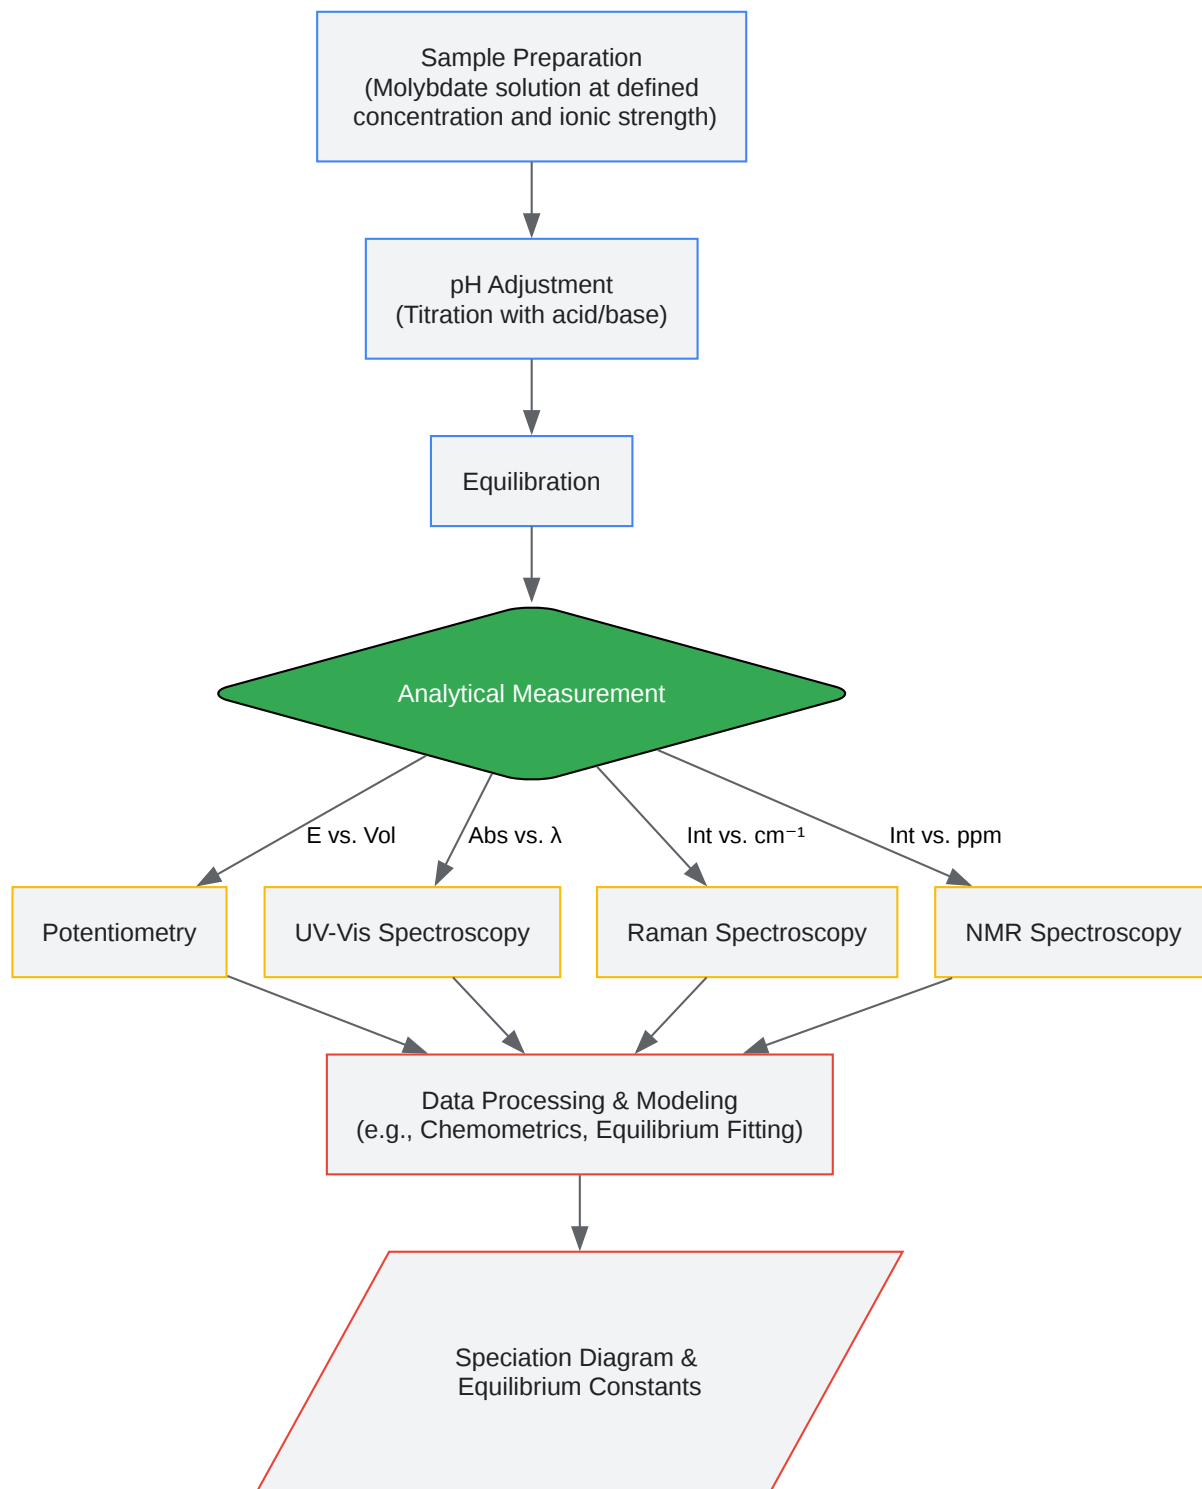 Sample Preparation
(Molybdate solution at defined
concentration and ionic strength)
pH Adjustment
(Titration with acid/base)
Equilibration
Analytical Measurement
E vs. Vol
Abs vs. λ
Int vs. cm⁻¹
Int vs. ppm
Potentiometry
UV-Vis Spectroscopy
Raman Spectroscopy
NMR Spectroscopy
Data Processing & Modeling
(e.g., Chemometrics, Equilibrium Fitting)
Speciation Diagram &
Equilibrium Constants